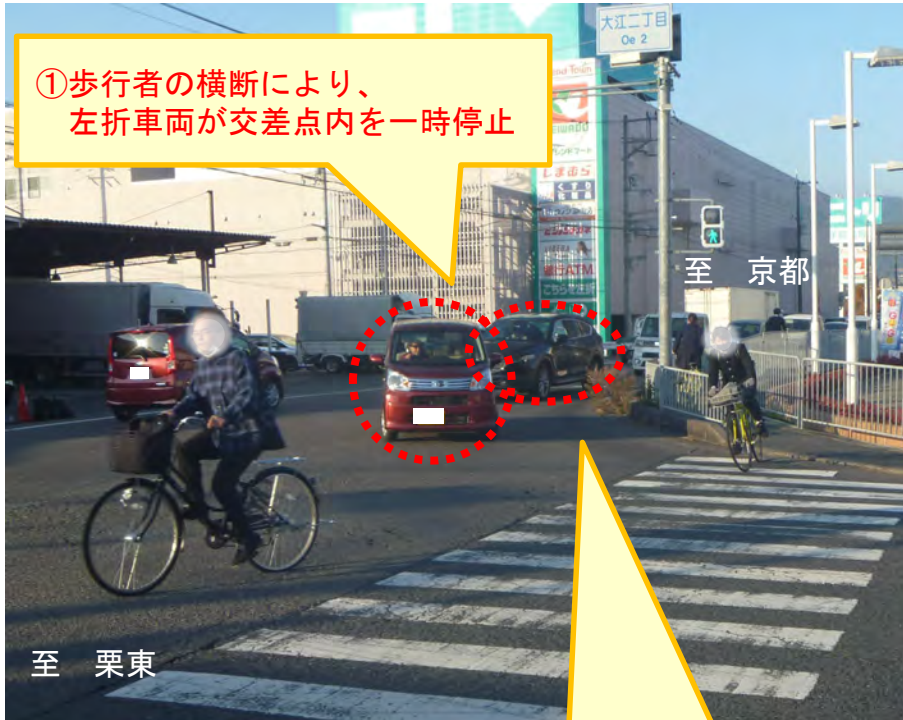 ①歩行者の横断により、
左折車両が交差点内を一時停止
大江二丁目
Oe 2
しまむら
ATM
至 京都
至 栗東